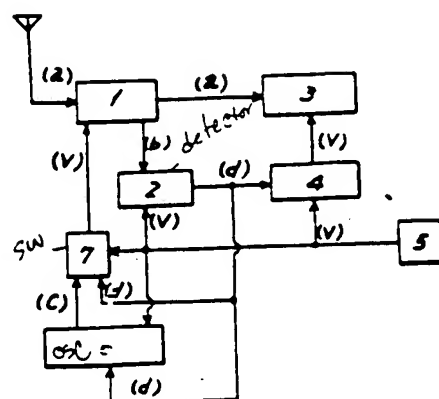 (a) 1 (a) 3
(b) detector (V)
(V) 2 (d) 4
(V) (V)
SW 7 5
(C) (d)
OSC =
(d)